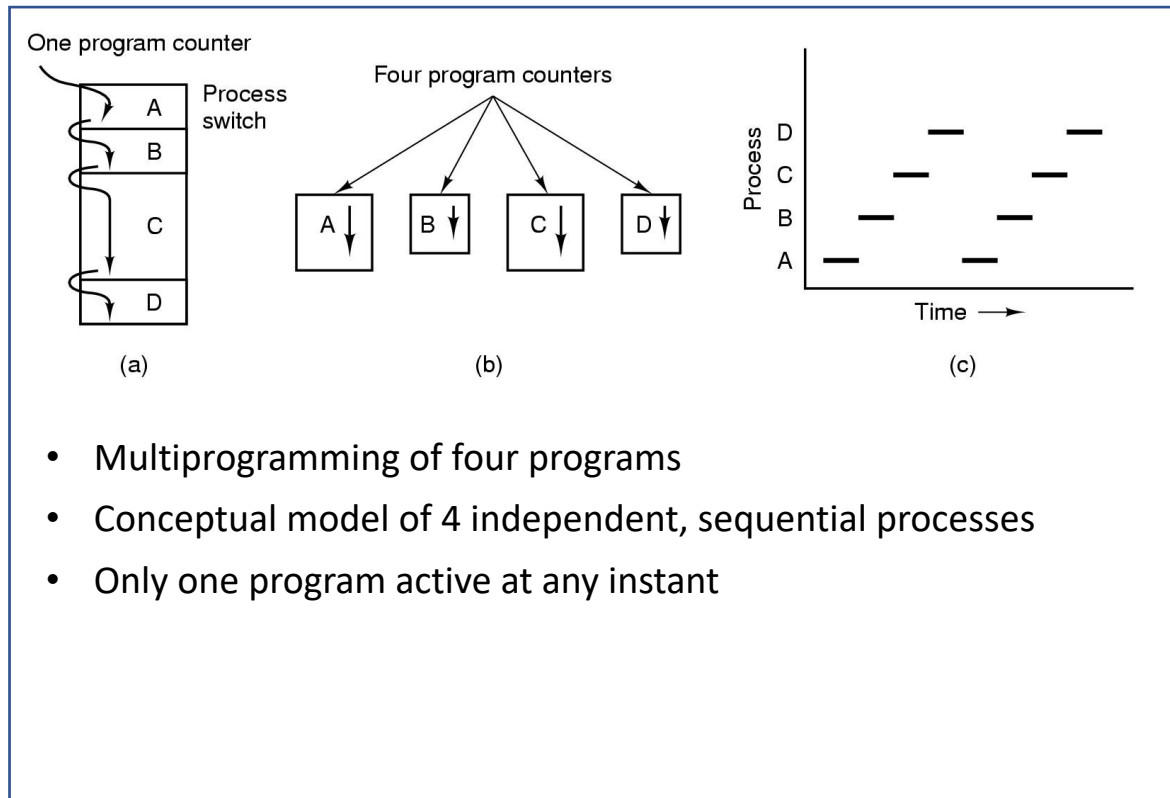 One program counter
A
B
C
D
Process
switch
(a)
Four program counters
A
B
C
D
(b)
Process
D
C
B
A
Time
(c)
• Multiprogramming of four programs
• Conceptual model of 4 independent, sequential processes
• Only one program active at any instant